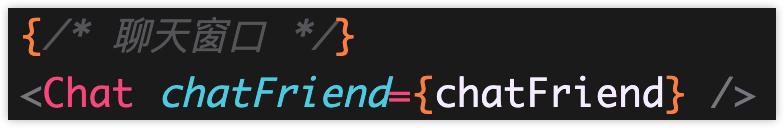 {/* 聊天窗口 */}
<Chat chatFriend={chatFriend} />